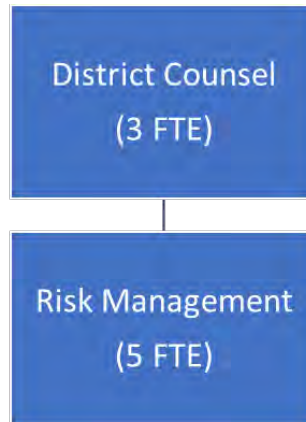 District Counsel
(3 FTE)
Risk Management
(5 FTE)